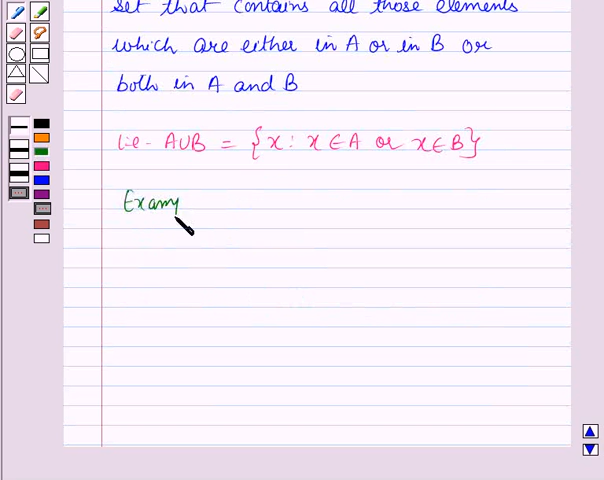 set that contains all those elements
which are either in A or in B or
both in A and B
i.e. A∪B = {x : x ∈ A or x ∈ B}
Examp